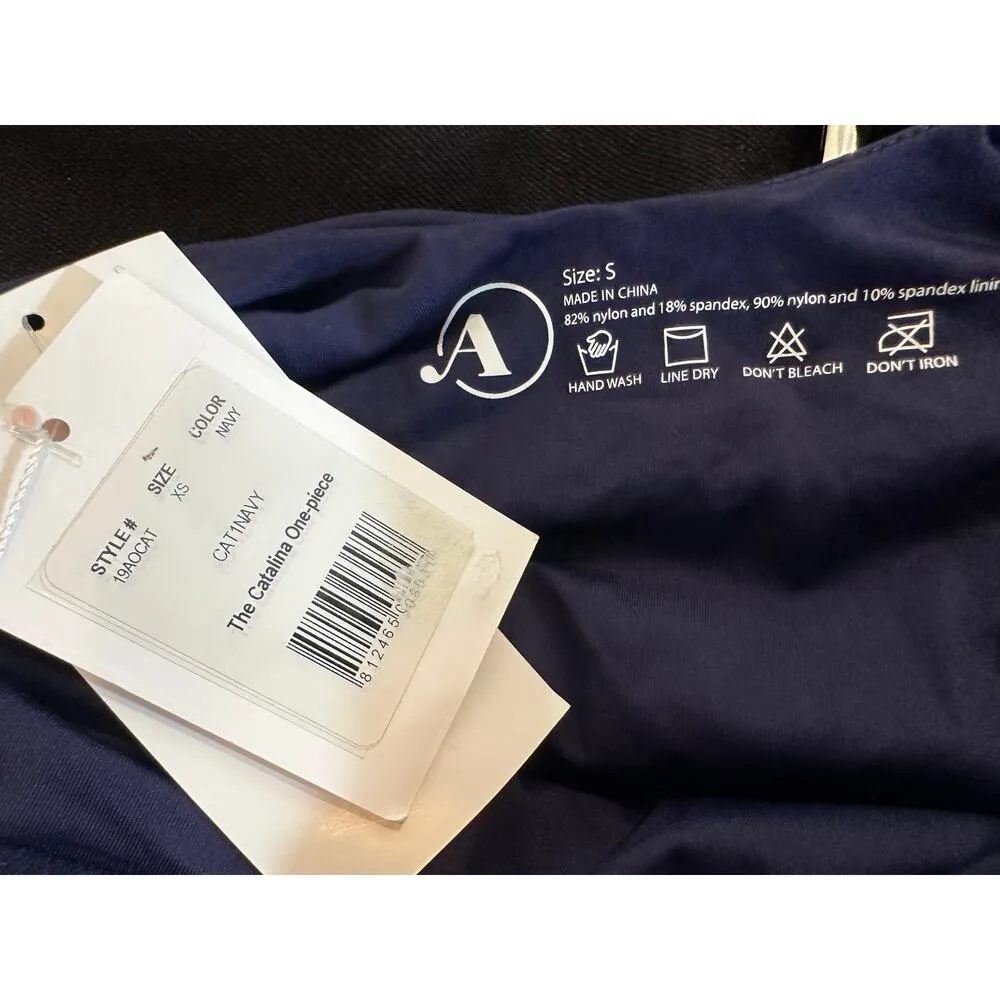 A
Size: S
MADE IN CHINA
82% nylon and 18% spandex, 90% nylon and 10% spandex
HAND WASH
LINE DRY
DON'T BLEACH
DON'T IRON
STYLE #
19AOCAT
SIZE
XS
COLOR
NAVY
CAT1NAVY
The Catalina One-piece
812465